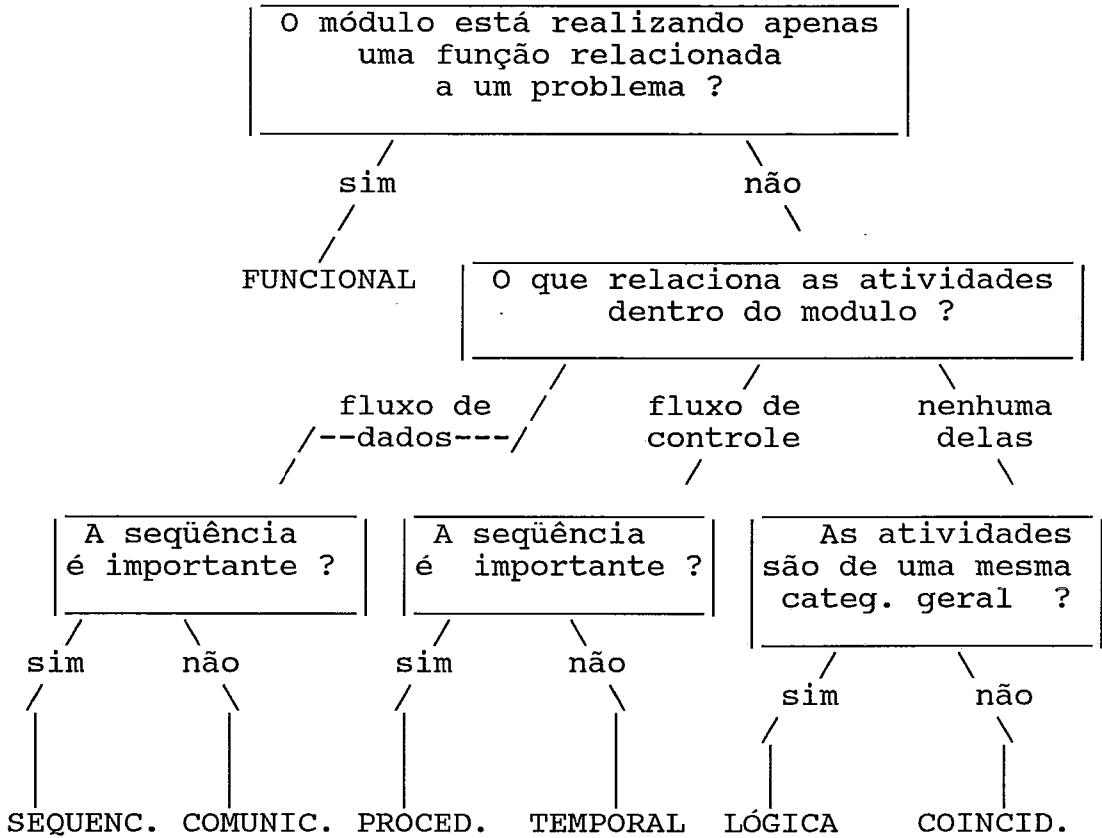 O módulo está realizando apenas
uma função relacionada
a um problema ?
sim
não
FUNCIONAL
O que relaciona as atividades
dentro do modulo ?
fluxo de
dados
fluxo de
controle
nenhuma
delas
A seqüência
é importante ?
A seqüência
é importante ?
As atividades
são de uma mesma
categ. geral ?
sim
não
sim
não
sim
não
SEQUENC.
COMUNIC.
PROCED.
TEMPORAL
LÓGICA
COINCID.